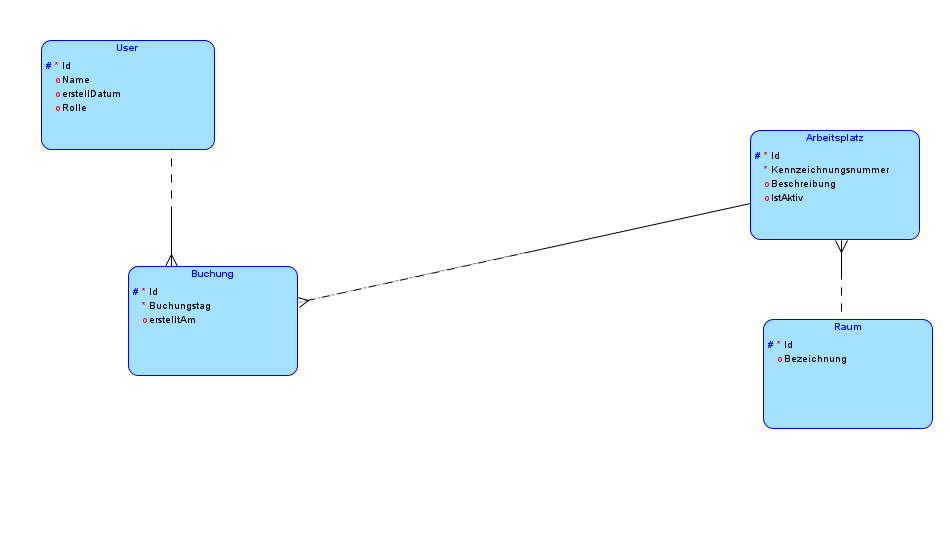 User
# * Id
o Name
o erstellDatum
o Rolle
Arbeitsplatz
# * Id
* Kennzeichnungsnummer
o Beschreibung
o IstAktiv
Buchung
# * Id
* Buchungstag
o erstelltAm
Raum
# * Id
o Bezeichnung